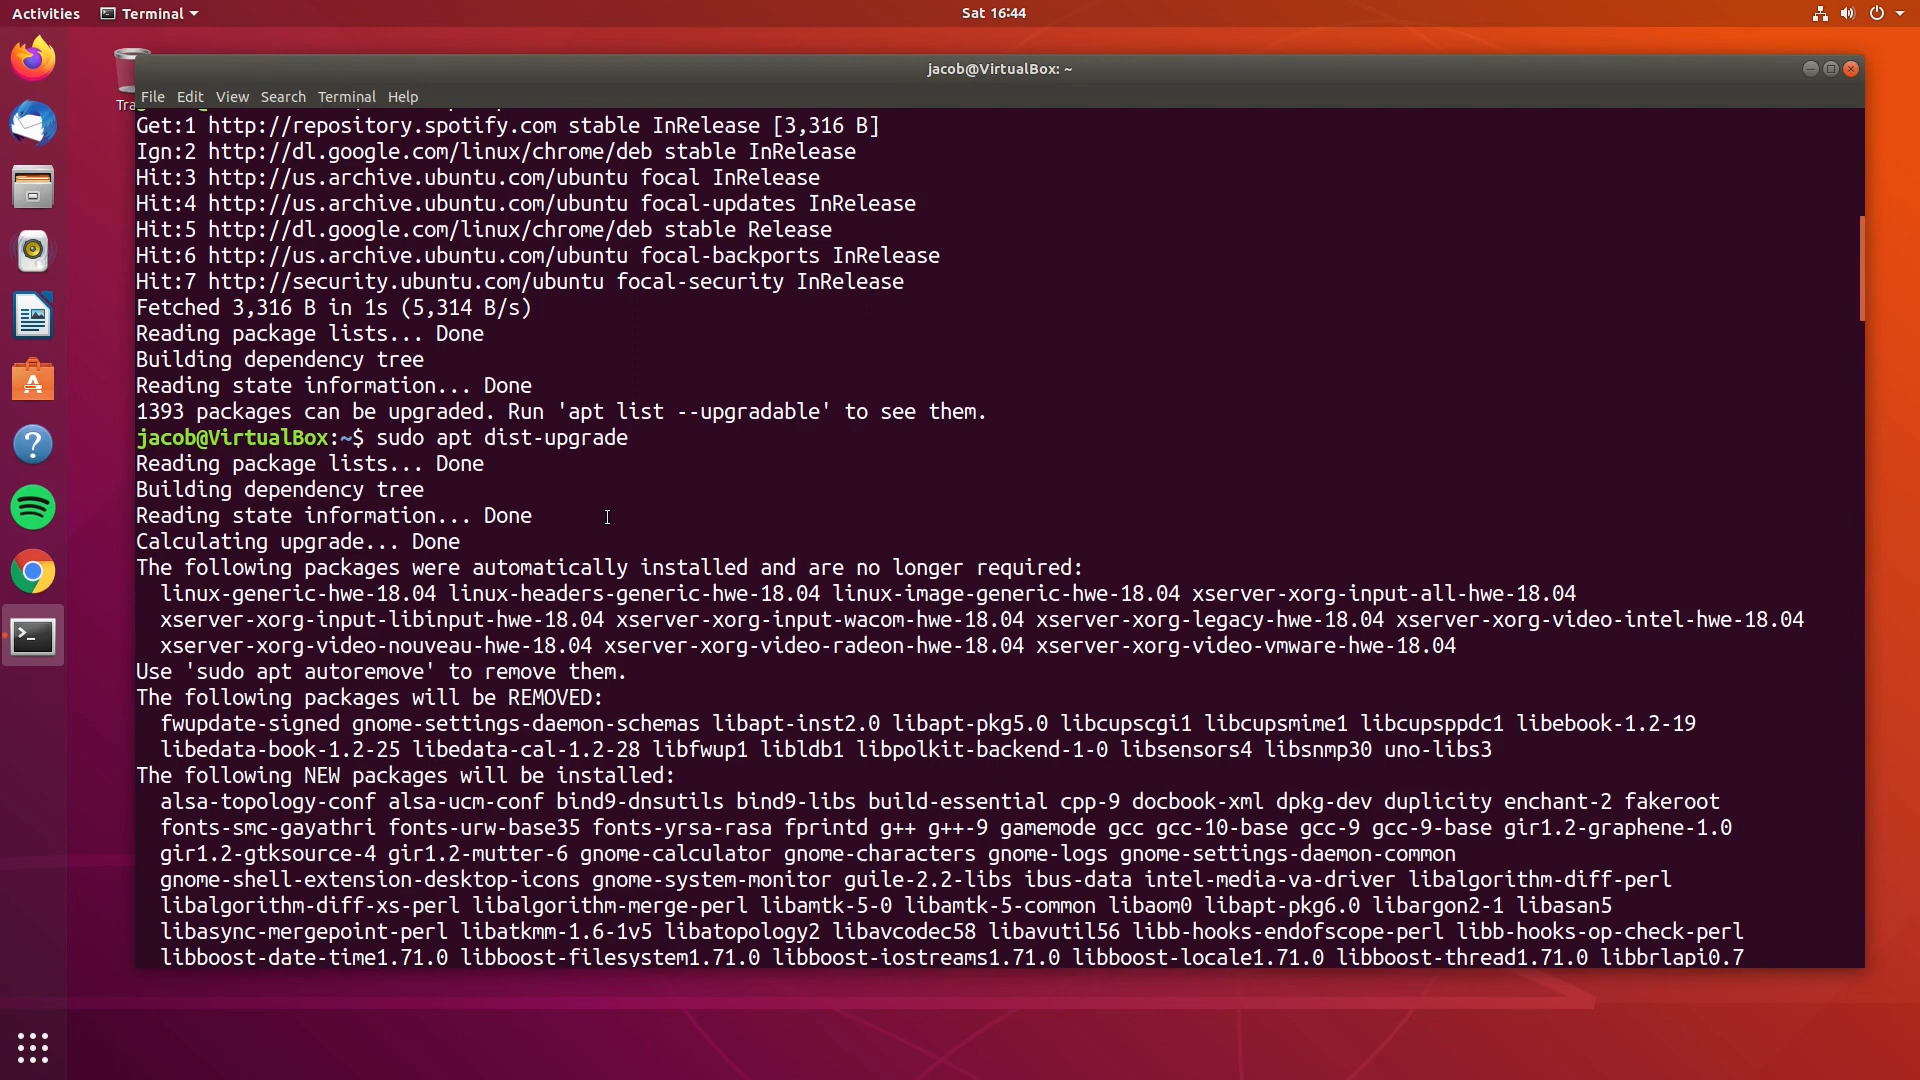 Activities Terminal Sat 16:44
Tra
jacob@VirtualBox: ~
File Edit View Search Terminal Help
Get:1 http://repository.spotify.com stable InRelease [3,316 B]
Ign:2 http://dl.google.com/linux/chrome/deb stable InRelease
Hit:3 http://us.archive.ubuntu.com/ubuntu focal InRelease
Hit:4 http://us.archive.ubuntu.com/ubuntu focal-updates InRelease
Hit:5 http://dl.google.com/linux/chrome/deb stable Release
Hit:6 http://us.archive.ubuntu.com/ubuntu focal-backports InRelease
Hit:7 http://security.ubuntu.com/ubuntu focal-security InRelease
Fetched 3,316 B in 1s (5,314 B/s)
Reading package lists... Done
Building dependency tree
Reading state information... Done
1393 packages can be upgraded. Run 'apt list --upgradable' to see them.
jacob@VirtualBox:~$ sudo apt dist-upgrade
Reading package lists... Done
Building dependency tree
Reading state information... Done
Calculating upgrade... Done
The following packages were automatically installed and are no longer required:
linux-generic-hwe-18.04 linux-headers-generic-hwe-18.04 linux-image-generic-hwe-18.04 xserver-xorg-input-all-hwe-18.04
xserver-xorg-input-libinput-hwe-18.04 xserver-xorg-input-wacom-hwe-18.04 xserver-xorg-legacy-hwe-18.04 xserver-xorg-video-intel-hwe-18.04
xserver-xorg-video-nouveau-hwe-18.04 xserver-xorg-video-radeon-hwe-18.04 xserver-xorg-video-vmware-hwe-18.04
Use 'sudo apt autoremove' to remove them.
The following packages will be REMOVED:
fwupdate-signed gnome-settings-daemon-schemas libapt-inst2.0 libapt-pkg5.0 libcupscgi1 libcupsmime1 libcupsppdc1 libebook-1.2-19
libedata-book-1.2-25 libedata-cal-1.2-28 libfwup1 libldb1 libpolkit-backend-1-0 libsensors4 libsnmp30 uno-libs3
The following NEW packages will be installed:
alsa-topology-conf alsa-ucm-conf bind9-dnsutils bind9-libs build-essential cpp-9 docbook-xml dpkg-dev duplicity enchant-2 fakeroot
fonts-smc-gayathri fonts-urw-base35 fonts-yrsa-rasa fprintd g++ g++-9 gamemode gcc gcc-10-base gcc-9 gcc-9-base gir1.2-graphene-1.0
gir1.2-gtksource-4 gir1.2-mutter-6 gnome-calculator gnome-characters gnome-logs gnome-settings-daemon-common
gnome-shell-extension-desktop-icons gnome-system-monitor guile-2.2-libs ibus-data intel-media-va-driver libalgorithm-diff-perl
libalgorithm-diff-xs-perl libalgorithm-merge-perl libamtk-5-0 libamtk-5-common libaom0 libapt-pkg6.0 libargon2-1 libasan5
libasync-mergepoint-perl libatkmm-1.6-1v5 libatopology2 libavcodec58 libavutil56 libb-hooks-endofscope-perl libb-hooks-op-check-perl
libboost-date-time1.71.0 libboost-filesystem1.71.0 libboost-iostreams1.71.0 libboost-locale1.71.0 libboost-thread1.71.0 libbrlapi0.7